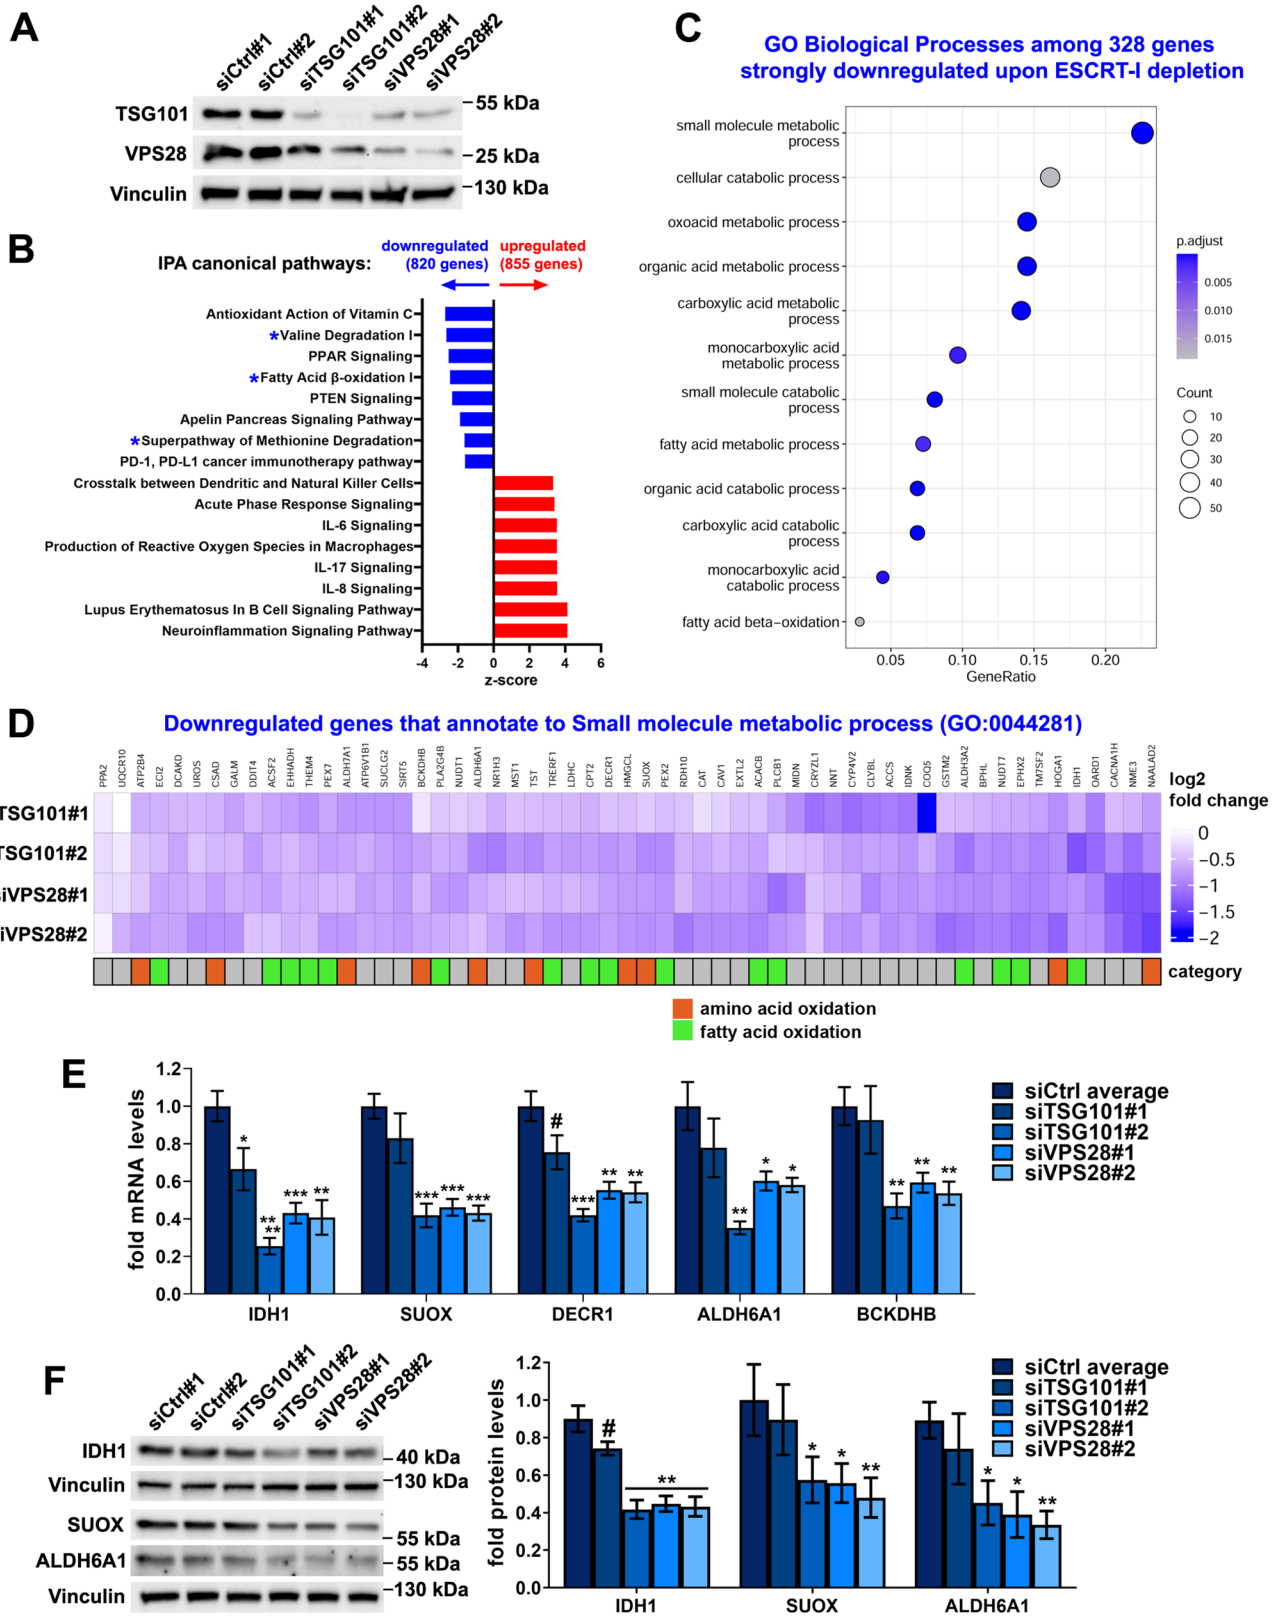 A
siCtrl#1
siCtrl#2
siTSG101#1
siTSG101#2
siVPS28#1
siVPS28#2
TSG101
55 kDa
VPS28
25 kDa
Vinculin
130 kDa
B
IPA canonical pathways:
downregulated
(820 genes)
upregulated
(855 genes)
Antioxidant Action of Vitamin C
*Valine Degradation I
PPAR Signaling
*Fatty Acid β-oxidation I
PTEN Signaling
Apelin Pancreas Signaling Pathway
*Superpathway of Methionine Degradation
PD-1, PD-L1 cancer immunotherapy pathway
Crosstalk between Dendritic and Natural Killer Cells
Acute Phase Response Signaling
IL-6 Signaling
Production of Reactive Oxygen Species in Macrophages
IL-17 Signaling
IL-8 Signaling
Lupus Erythematosus In B Cell Signaling Pathway
Neuroinflammation Signaling Pathway
-4 -2 0 2 4 6
z-score
C
GO Biological Processes among 328 genes
strongly downregulated upon ESCRT-I depletion
small molecule metabolic
process
cellular catabolic process
oxoacid metabolic process
organic acid metabolic process
carboxylic acid metabolic
process
monocarboxylic acid
metabolic process
small molecule catabolic
process
fatty acid metabolic process
organic acid catabolic process
carboxylic acid catabolic
process
monocarboxylic acid
catabolic process
fatty acid beta−oxidation
0.05 0.10 0.15 0.20
GeneRatio
p.adjust
0.005
0.010
0.015
Count
10
20
30
40
50
D
Downregulated genes that annotate to Small molecule metabolic process (GO:0044281)
PPA2
UQCR10
ATP2B4
ECI2
DCAKD
UROS
CSAD
GALM
DDIT4
ACSF2
EHHADH
THEM4
PEX7
ALDH7A1
ATP6V1B1
SUCLG2
SIRT5
BCKDHB
PLA2G4B
NUDT1
ALDH6A1
NR1H3
MST1
TST
TRERF1
LDHC
CPT2
DECR1
HMGCL
SUOX
PEX2
RDH10
CAT
CAV1
EXTL2
ACACB
PLCB1
MIDN
CRYZL1
NNT
CYP4V2
CLYBL
ACCS
IDNK
COQ5
GSTM2
ALDH3A2
BPHL
NUDT7
EPHX2
TM7SF2
HOGA1
IDH1
OARD1
CACNA1H
NME3
NAALAD2
TSG101#1
TSG101#2
siVPS28#1
iVPS28#2
log2
fold change
0
−0.5
−1
−1.5
−2
category
amino acid oxidation
fatty acid oxidation
E
fold mRNA levels
1.2
1.0
0.8
0.6
0.4
0.2
0.0
*
**
**
***
**
***
***
***
#
***
**
**
**
*
*
**
**
**
IDH1
SUOX
DECR1
ALDH6A1
BCKDHB
siCtrl average
siTSG101#1
siTSG101#2
siVPS28#1
siVPS28#2
F
siCtrl#1
siCtrl#2
siTSG101#1
siTSG101#2
siVPS28#1
siVPS28#2
IDH1
40 kDa
Vinculin
130 kDa
SUOX
55 kDa
ALDH6A1
55 kDa
Vinculin
130 kDa
fold protein levels
1.2
1.0
0.8
0.6
0.4
0.2
0.0
#
**
*
*
**
*
*
**
IDH1
SUOX
ALDH6A1
siCtrl average
siTSG101#1
siTSG101#2
siVPS28#1
siVPS28#2